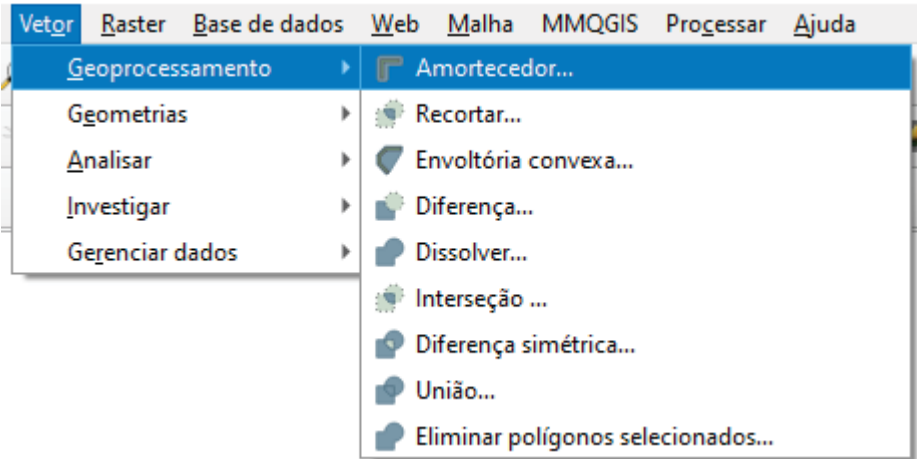 Vetor Raster Base de dados Web Malha MMQGIS Processar Ajuda
Geoprocessamento
Geometrias
Analisar
Investigar
Gerenciar dados
Amortecedor...
Recortar...
Envoltória convexa...
Diferença...
Dissolver...
Interseção ...
Diferença simétrica...
União...
Eliminar polígonos selecionados...